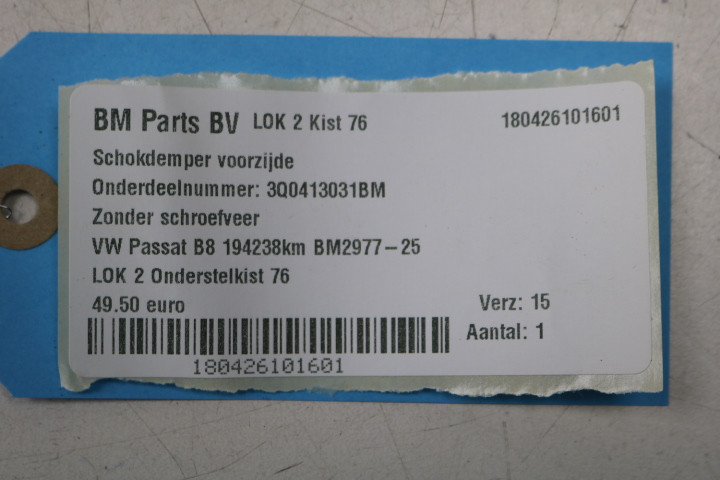 BM Parts BV LOK 2 Kist 76 180426101601
Schokdemper voorzijde
Onderdeelnummer: 3Q0413031BM
Zonder schroefveer
VW Passat B8 194238km BM2977-25
LOK 2 Onderstelkist 76
49.50 euro Verz: 15
Aantal: 1
180426101601